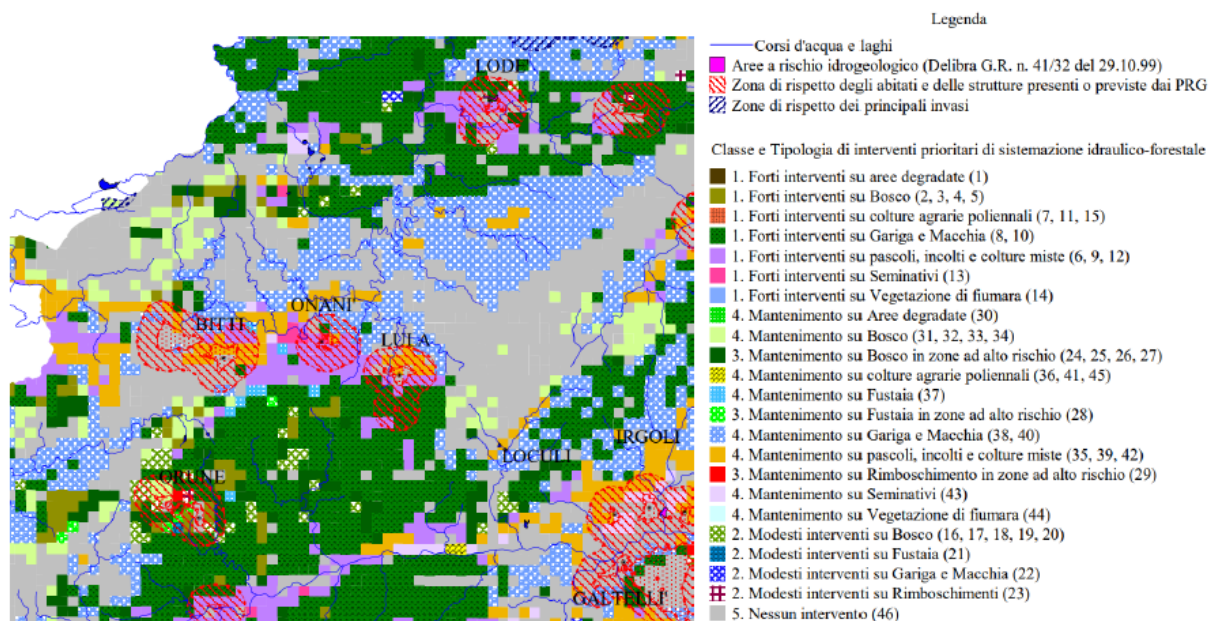 LODE'
BITTI
ONANI'
LULA
ORUNE
LOCULI
IRGOLI
GALTELLI'
Legenda
Corsi d'acqua e laghi
Aree a rischio idrogeologico (Delibra G.R. n. 41/32 del 29.10.99)
Zona di rispetto degli abitati e delle strutture presenti o previste dai PRG
Zone di rispetto dei principali invasi
Classe e Tipologia di interventi prioritari di sistemazione idraulico-forestale
1. Forti interventi su aree degradate (1)
1. Forti interventi su Bosco (2, 3, 4, 5)
1. Forti interventi su colture agrarie poliennali (7, 11, 15)
1. Forti interventi su Gariga e Macchia (8, 10)
1. Forti interventi su pascoli, incolti e colture miste (6, 9, 12)
1. Forti interventi su Seminativi (13)
1. Forti interventi su Vegetazione di fiumara (14)
4. Mantenimento su Aree degradate (30)
4. Mantenimento su Bosco (31, 32, 33, 34)
3. Mantenimento su Bosco in zone ad alto rischio (24, 25, 26, 27)
4. Mantenimento su colture agrarie poliennali (36, 41, 45)
4. Mantenimento su Fustaia (37)
3. Mantenimento su Fustaia in zone ad alto rischio (28)
4. Mantenimento su Gariga e Macchia (38, 40)
4. Mantenimento su pascoli, incolti e colture miste (35, 39, 42)
3. Mantenimento su Rimboschimento in zone ad alto rischio (29)
4. Mantenimento su Seminativi (43)
4. Mantenimento su Vegetazione di fiumara (44)
2. Modesti interventi su Bosco (16, 17, 18, 19, 20)
2. Modesti interventi su Fustaia (21)
2. Modesti interventi su Gariga e Macchia (22)
2. Modesti interventi su Rimboschimenti (23)
5. Nessun intervento (46)